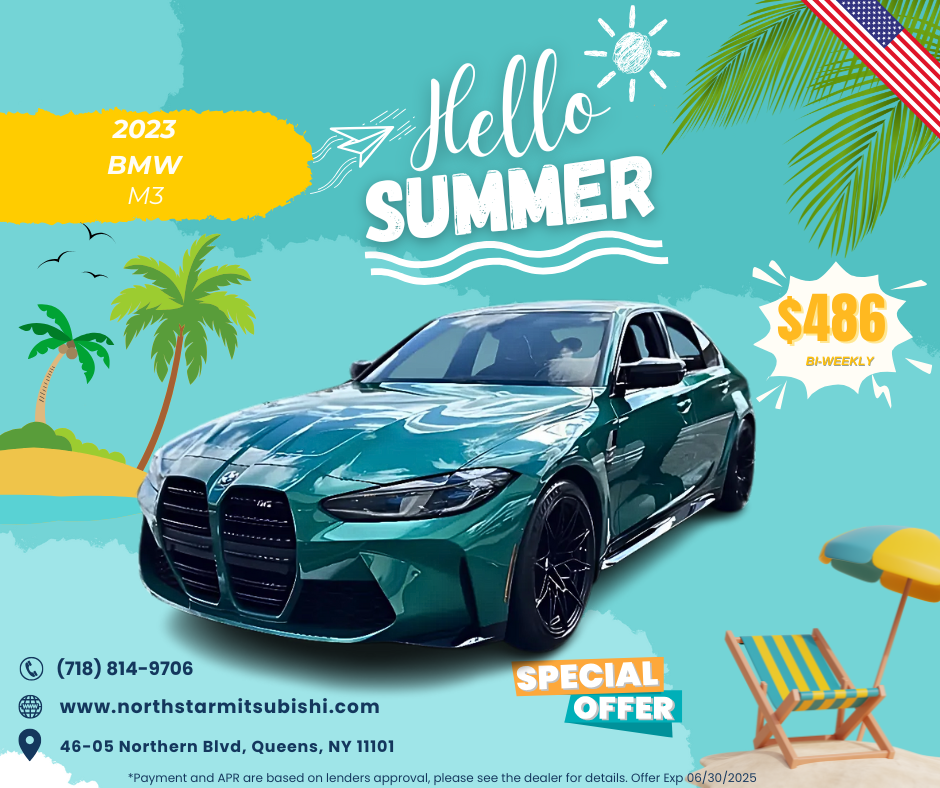 2023
BMW
M3
Hello
SUMMER
$486
BI-WEEKLY
SPECIAL
OFFER
(718) 814-9706
www.northstarmitsubishi.com
46-05 Northern Blvd, Queens, NY 11101
*Payment and APR are based on lenders approval, please see the dealer for details. Offer Exp 06/30/2025